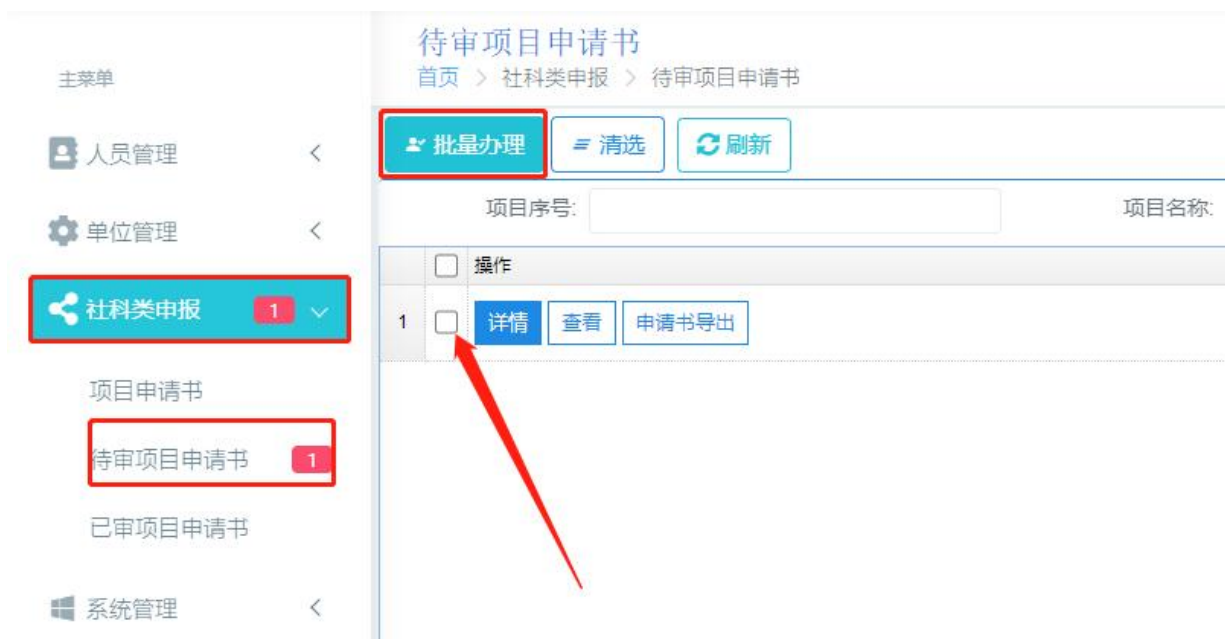 待审项目申请书
首页 > 社科类申报 > 待审项目申请书
主菜单
人员管理
单位管理
社科类申报 1
项目申请书
待审项目申请书 1
已审项目申请书
系统管理
批量办理 清选 刷新
项目序号: 项目名称:
操作
1 详情 查看 申请书导出